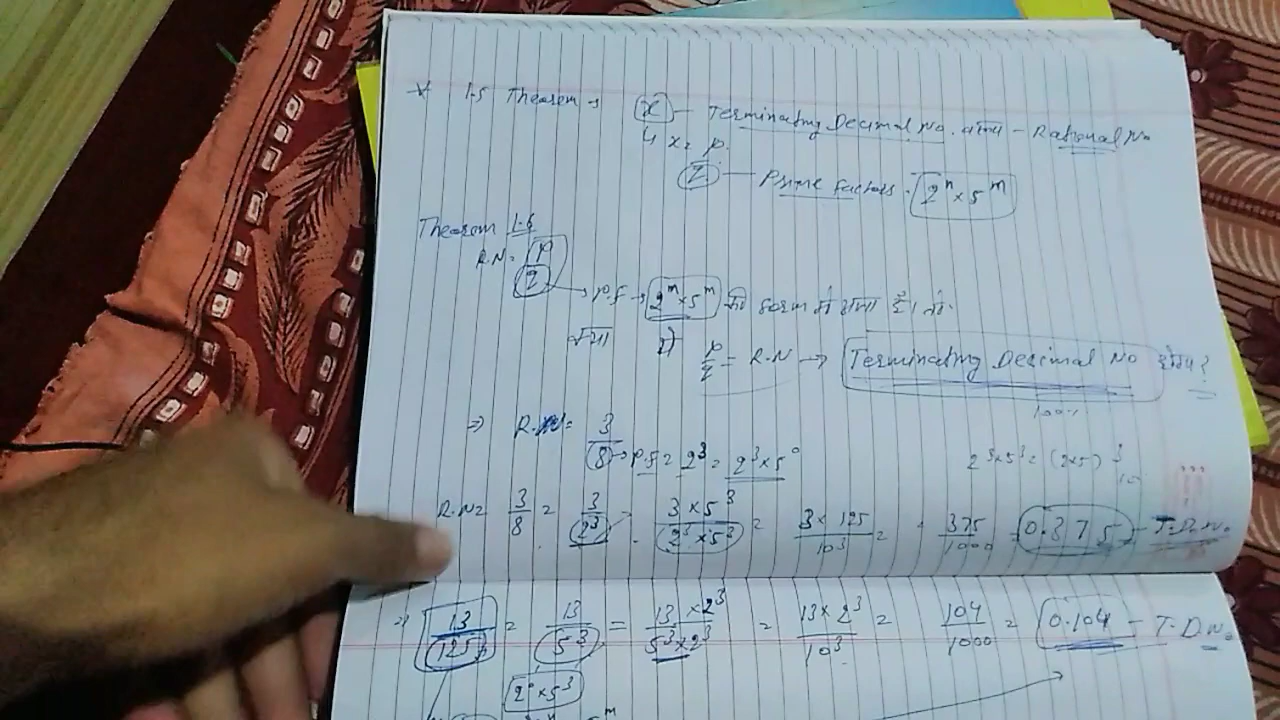 1.5 Theorem → x — Terminating Decimal No. वाला – Rational No
↳ x = p
q — Prime Factors. 2ⁿ × 5ᵐ
Theorem 1.6
R.N = p/q → P.f → 2ᵐ × 5ᵐ की form में
p/q = R.N → Terminating Decimal No
⇒ R.N = 3/8 → P.f = 2³ = 2³ × 5⁰ 2³×5³ = (2×5)³
R.N = 3/8 = 3/2³ = 3 × 5³/2³ × 5³ = 3 × 125/10³ = 375/1000 0.375 – T.D.No
⇒ 13/125 = 13/5³ = 13 × 2³/5³ × 2³ = 13 × 2³/10³ = 104/1000 = 0.104 – T.D.No
2⁰ × 5³